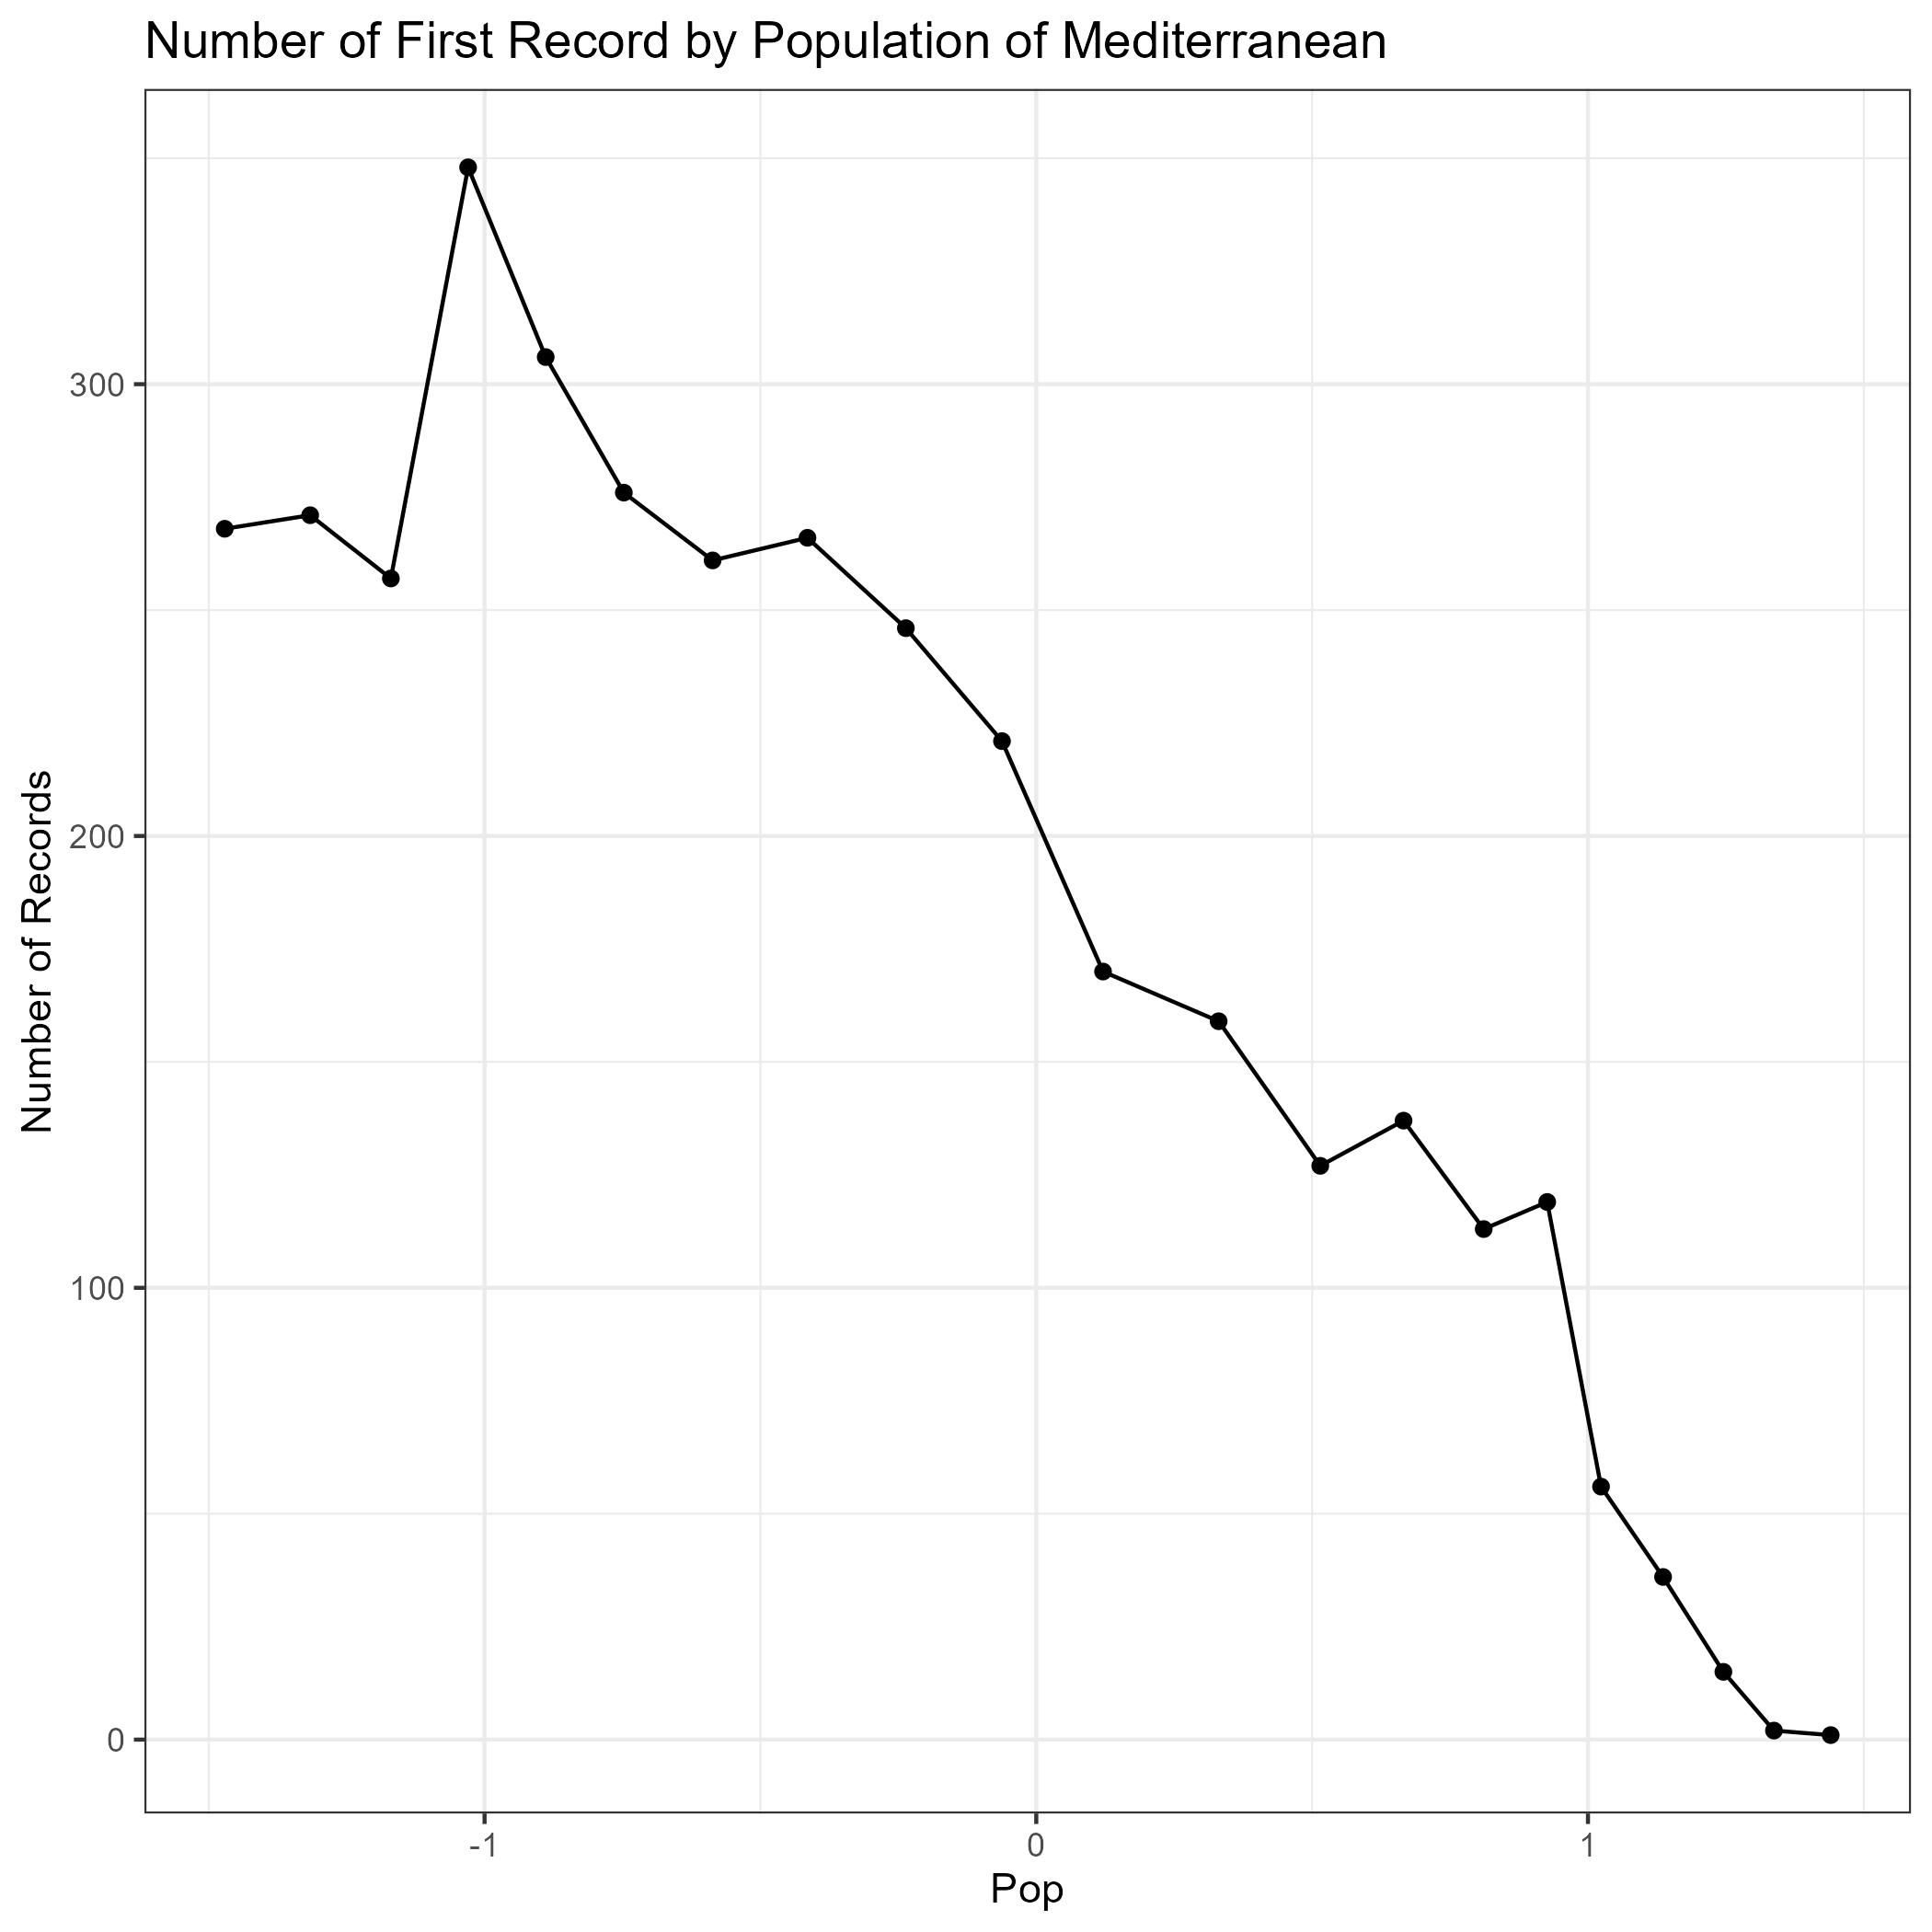 Number of First Record by Population of Mediterranean
Number of Records
300
200
100
0
-1
0
1
Pop